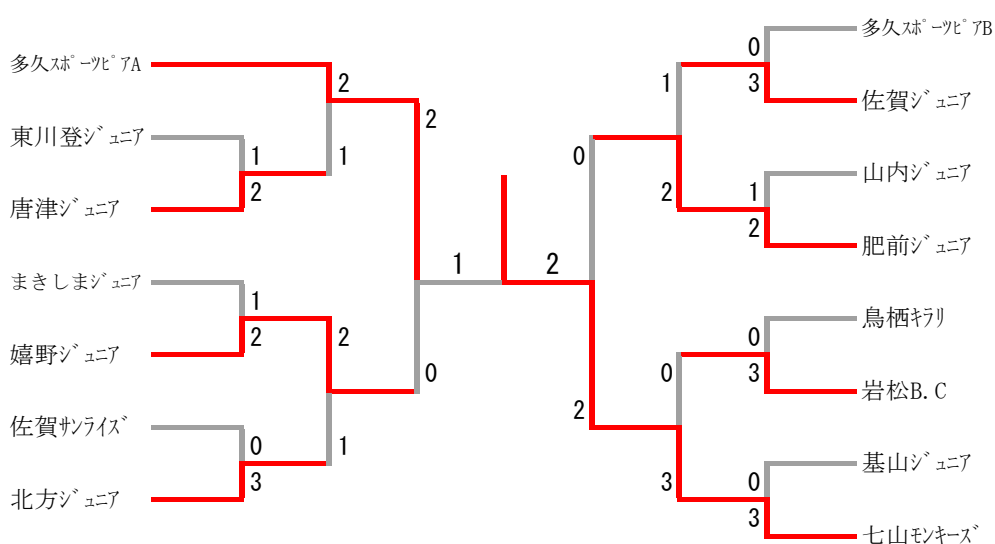 多久ｽﾎﾟｰﾂﾋﾟｱA
2
1
東川登ｼﾞｭﾆｱ
1
2
唐津ｼﾞｭﾆｱ
2
まきしまｼﾞｭﾆｱ
1
2
嬉野ｼﾞｭﾆｱ
2
1
佐賀ｻﾝﾗｲｽﾞ
0
3
北方ｼﾞｭﾆｱ
0
1
2
多久ｽﾎﾟｰﾂﾋﾟｱB
0
3
佐賀ｼﾞｭﾆｱ
1
2
山内ｼﾞｭﾆｱ
1
2
肥前ｼﾞｭﾆｱ
0
2
鳥栖ｷﾗﾘ
0
3
岩松B.C
0
3
基山ｼﾞｭﾆｱ
0
3
七山ﾓﾝｷｰｽﾞ